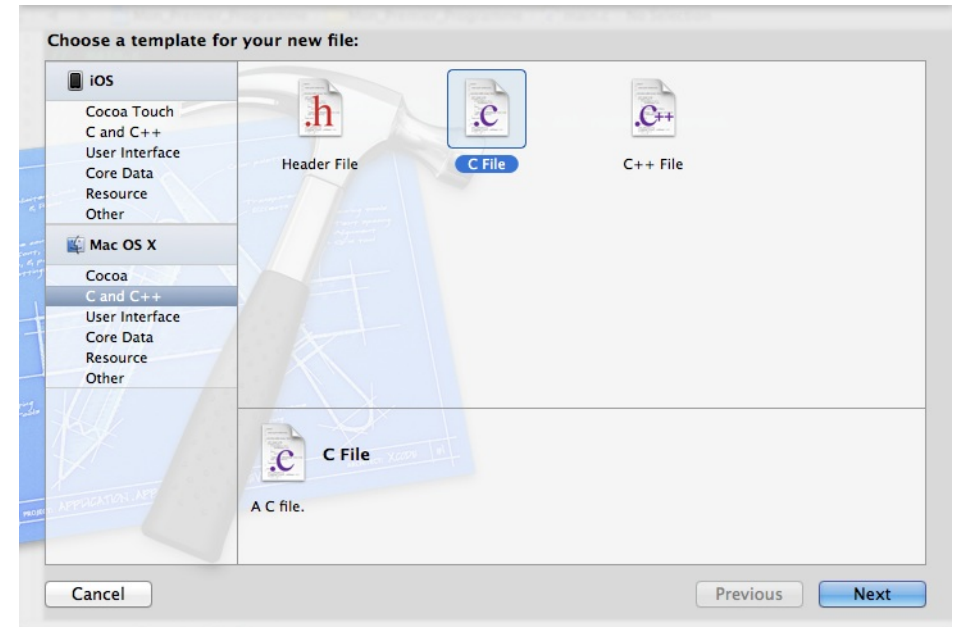 Choose a template for your new file:
iOS
Cocoa Touch
C and C++
User Interface
Core Data
Resource
Other
Mac OS X
Cocoa
C and C++
User Interface
Core Data
Resource
Other
.h
Header File
.c
C File
.C++
C++ File
.c
C File
A C file.
Cancel
Previous
Next